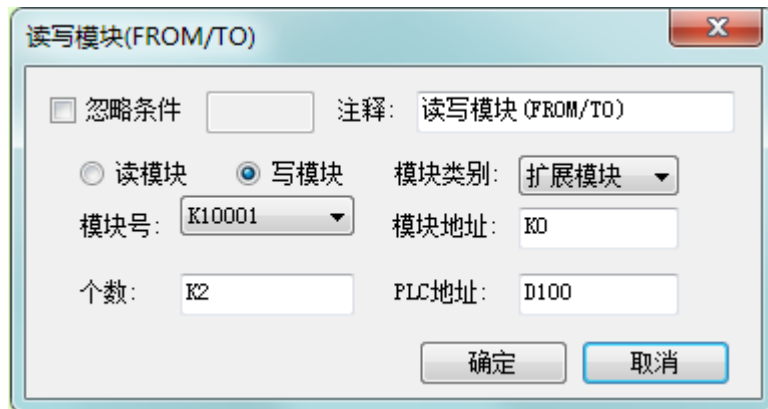 读写模块(FROM/TO)
忽略条件 注释: 读写模块(FROM/TO)
读模块 写模块 模块类别: 扩展模块
模块号: K10001 模块地址: K0
个数: K2 PLC地址: D100
确定 取消